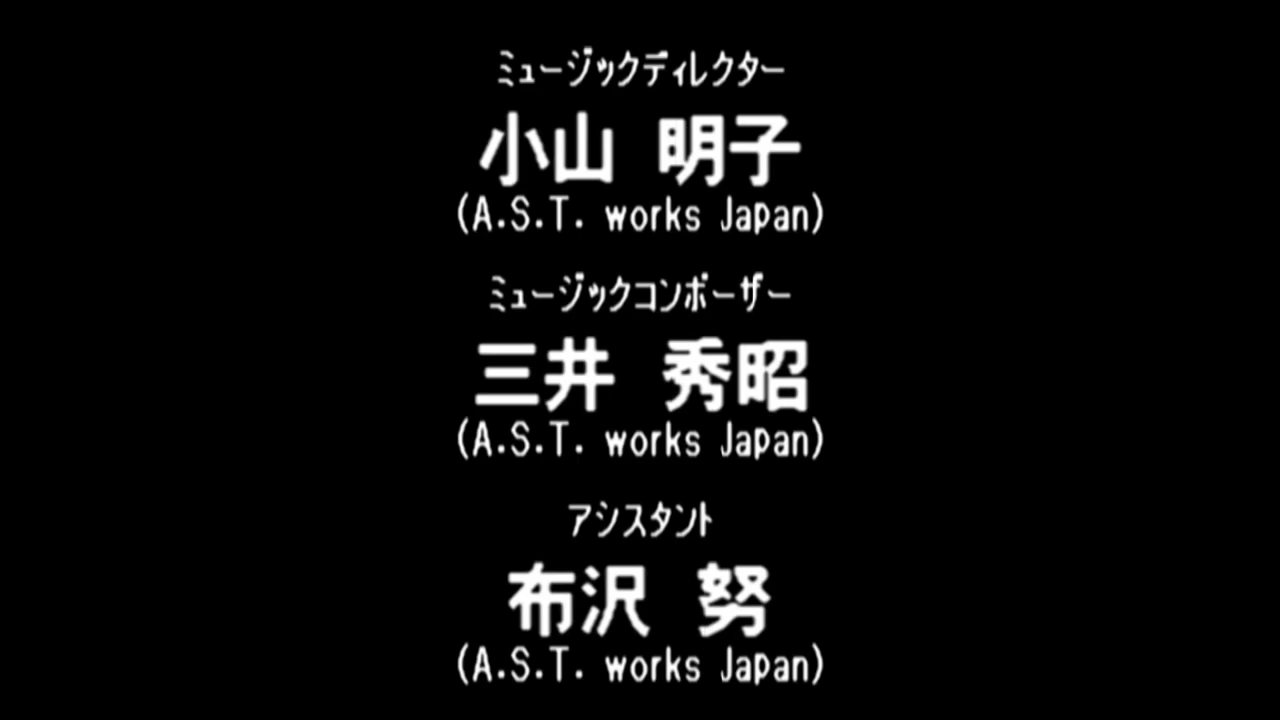 ミュージックディレクター
小山 明子
(A.S.T. works Japan)
ミュージックコンポーザー
三井 秀昭
(A.S.T. works Japan)
アシスタント
布沢 努
(A.S.T. works Japan)